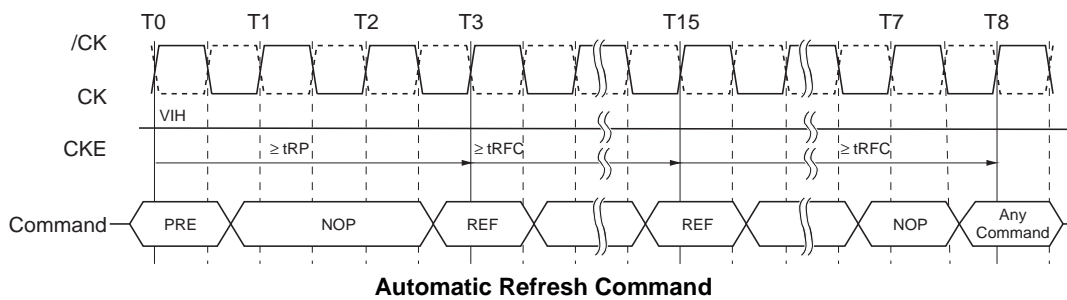 T0 T1 T2 T3 T15 T7 T8
/CK
CK
VIH
CKE
≥ tRP ≥ tRFC ≥ tRFC
Command PRE NOP REF REF NOP Any Command
Automatic Refresh Command